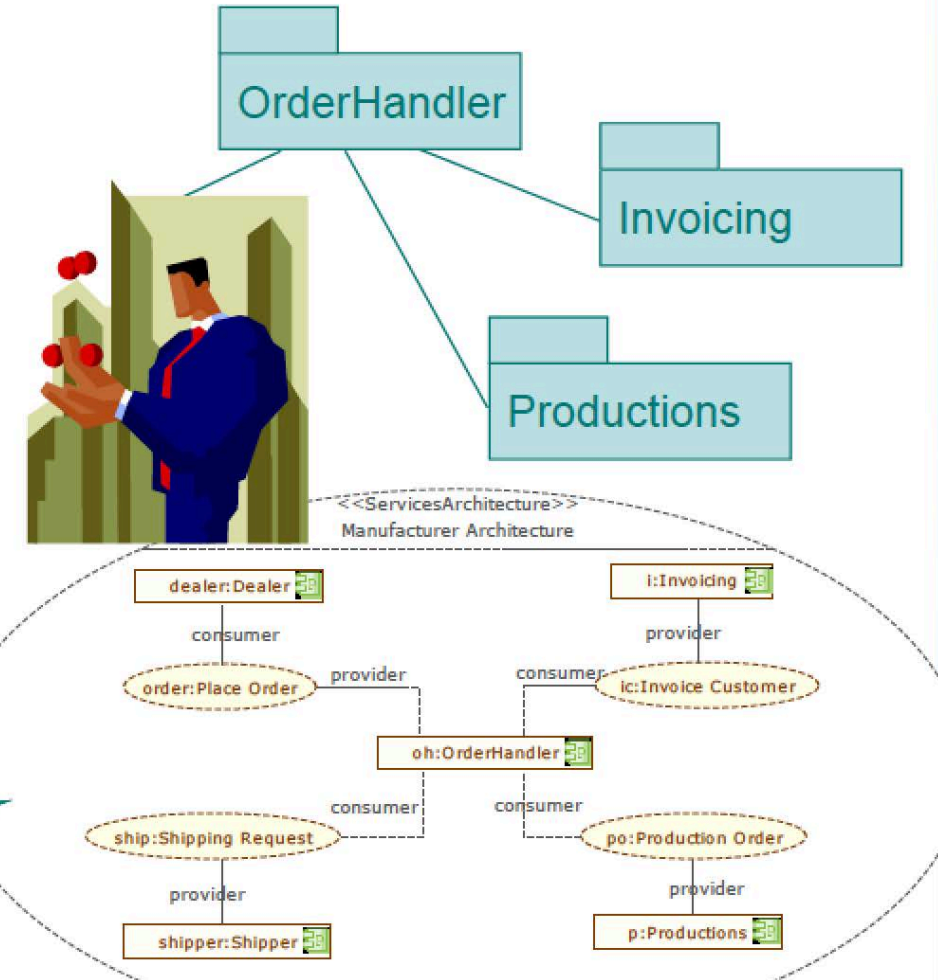 OrderHandler
Invoicing
Productions
<<ServicesArchitecture>>
Manufacturer Architecture
dealer:Dealer
i:Invoicing
consumer
provider
order:Place Order
provider
consumer
ic:Invoice Customer
oh:OrderHandler
consumer
consumer
ship:Shipping Request
po:Production Order
provider
provider
shipper:Shipper
p:Productions